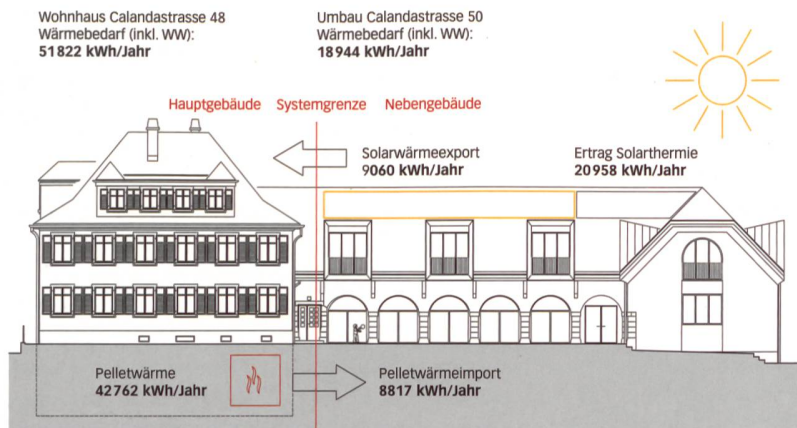 Wohnhaus Calandastrasse 48
Wärmebedarf (inkl. WW):
51822 kWh/Jahr
Umbau Calandastrasse 50
Wärmebedarf (inkl. WW):
18944 kWh/Jahr
Hauptgebäude Systemgrenze Nebengebäude
Solarwärmeexport
9060 kWh/Jahr
Ertrag Solarthermie
20958 kWh/Jahr
Pelletwärme
42762 kWh/Jahr
Pelletwärmeimport
8817 kWh/Jahr